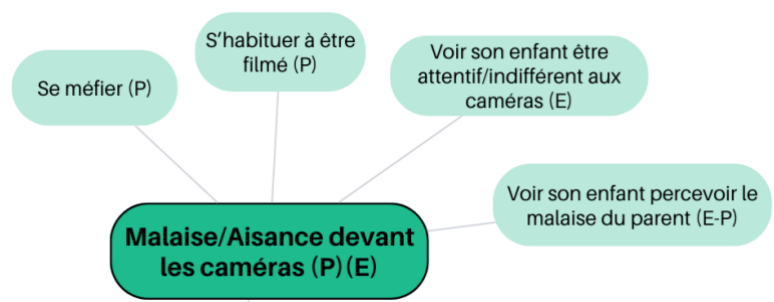 Se méfier (P)
S’habituer à être
filmé (P)
Voir son enfant être
attentif/indifférent aux
caméras (E)
Voir son enfant percevoir le
malaise du parent (E-P)
Malaise/Aisance devant
les caméras (P)(E)